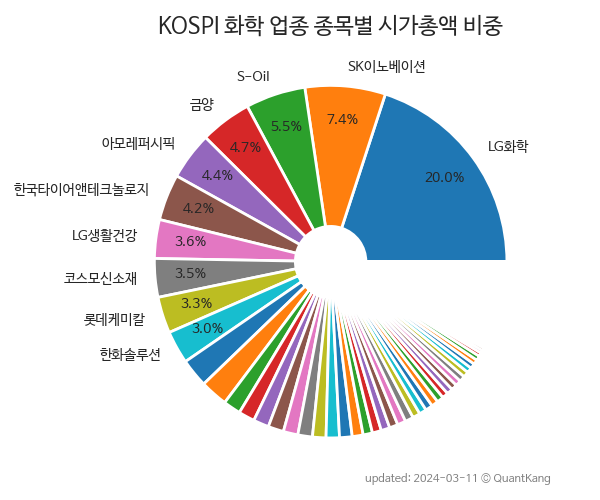 KOSPI 화학 업종 종목별 시가총액 비중
SK이노베이션
S-Oil
금양
LG화학
아모레퍼시픽
한국타이어앤테크놀로지
LG생활건강
코스모신소재
롯데케미칼
한화솔루션
20.0%
7.4%
5.5%
4.7%
4.4%
4.2%
3.6%
3.5%
3.3%
3.0%
updated: 2024-03-11 © QuantKang